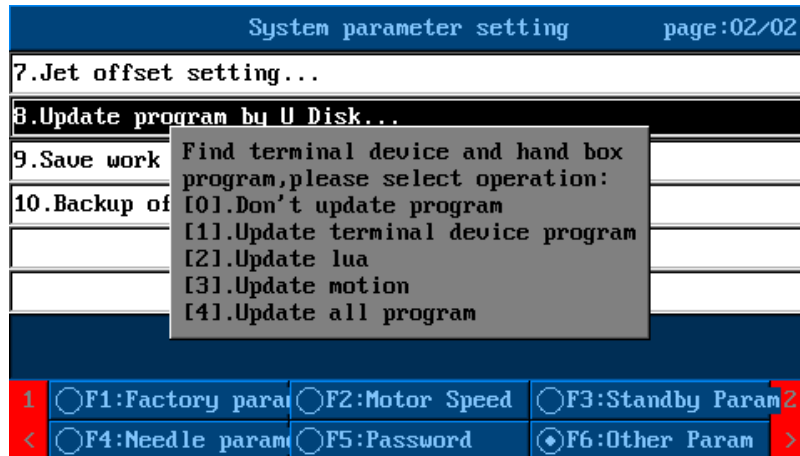 System parameter setting page:02/02
7.Jet offset setting...
8.Update program by U Disk...
9.Save work
10.Backup of
Find terminal device and hand box
program,please select operation:
[0].Don't update program
[1].Update terminal device program
[2].Update lua
[3].Update motion
[4].Update all program
1 F1:Factory para F2:Motor Speed F3:Standby Param 2
< F4:Needle param F5:Password F6:Other Param >